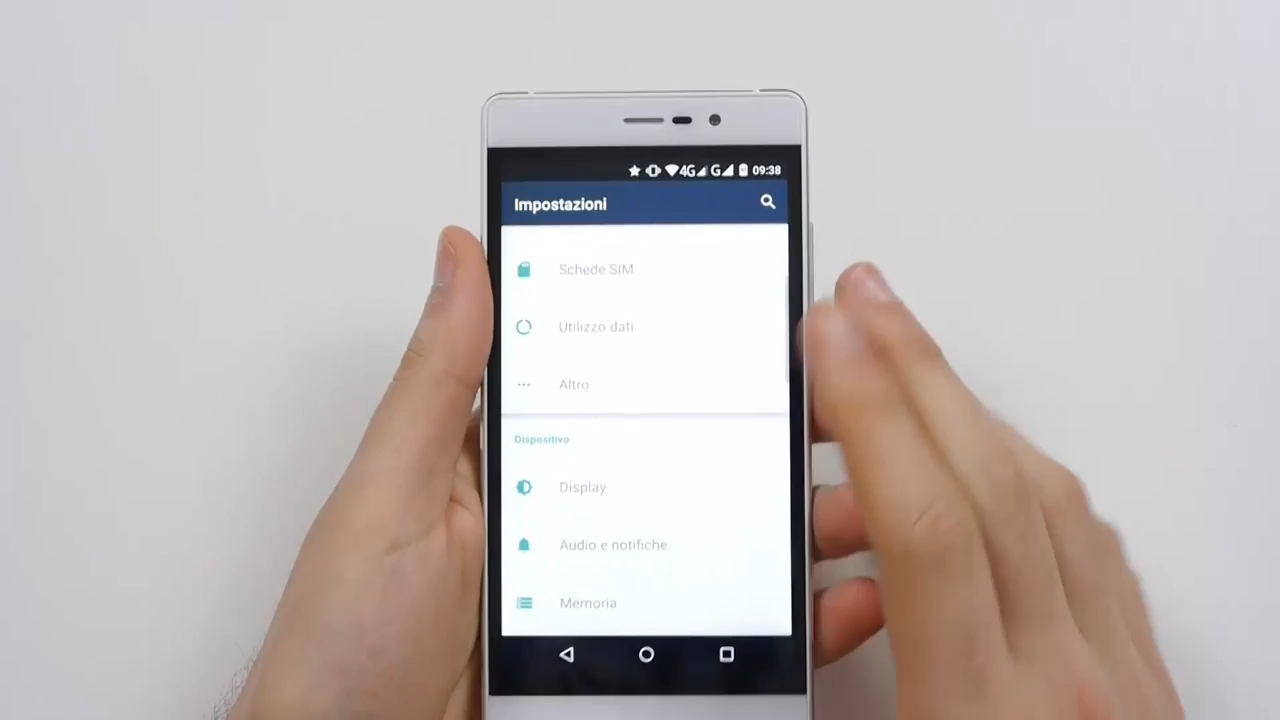 4G G 09:38
Impostazioni
Schede SIM
Utilizzo dati
Altro
Dispositivo
Display
Audio e notifiche
Memoria